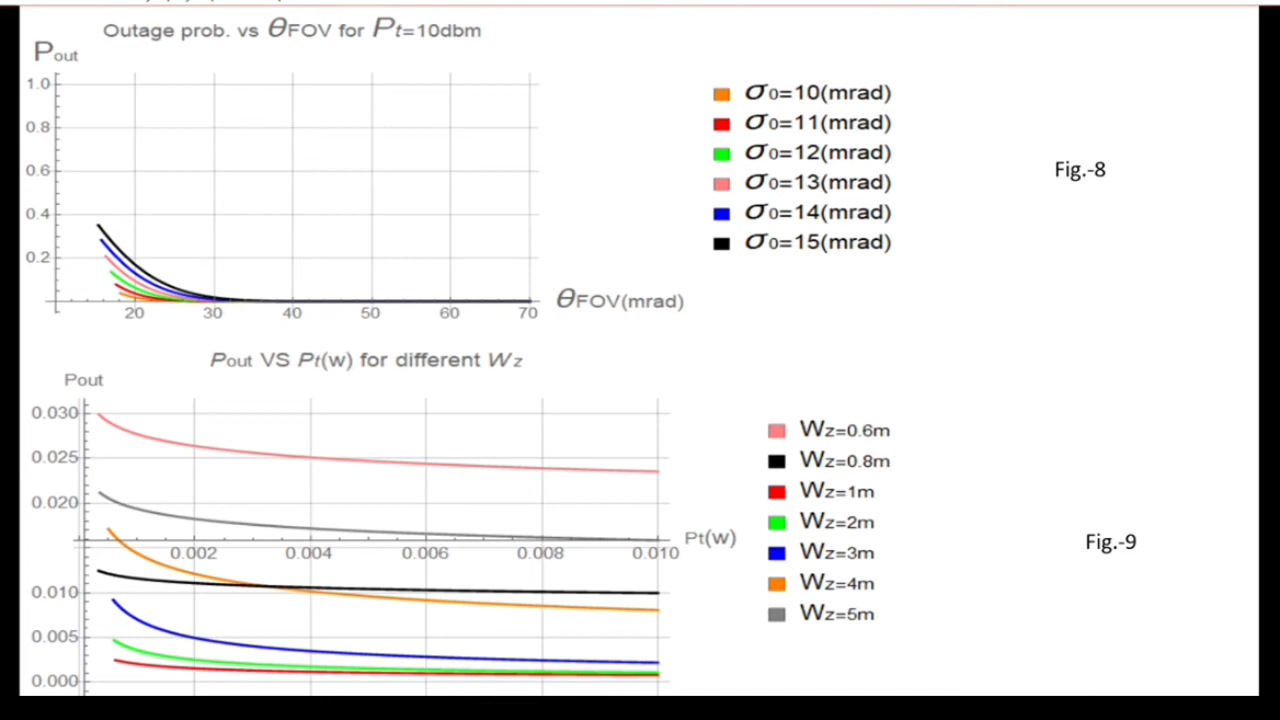 Outage prob. vs θFOV for Pt=10dbm
Pout
1.0
0.8
0.6
0.4
0.2
20 30 40 50 60 70
θFOV(mrad)
σ0=10(mrad)
σ0=11(mrad)
σ0=12(mrad)
σ0=13(mrad)
σ0=14(mrad)
σ0=15(mrad)
Fig.-8
Pout VS Pt(w) for different Wz
Pout
0.030
0.025
0.020
0.010
0.005
0.000
0.002 0.004 0.006 0.008 0.010
Pt(w)
Wz=0.6m
Wz=0.8m
Wz=1m
Wz=2m
Wz=3m
Wz=4m
Wz=5m
Fig.-9